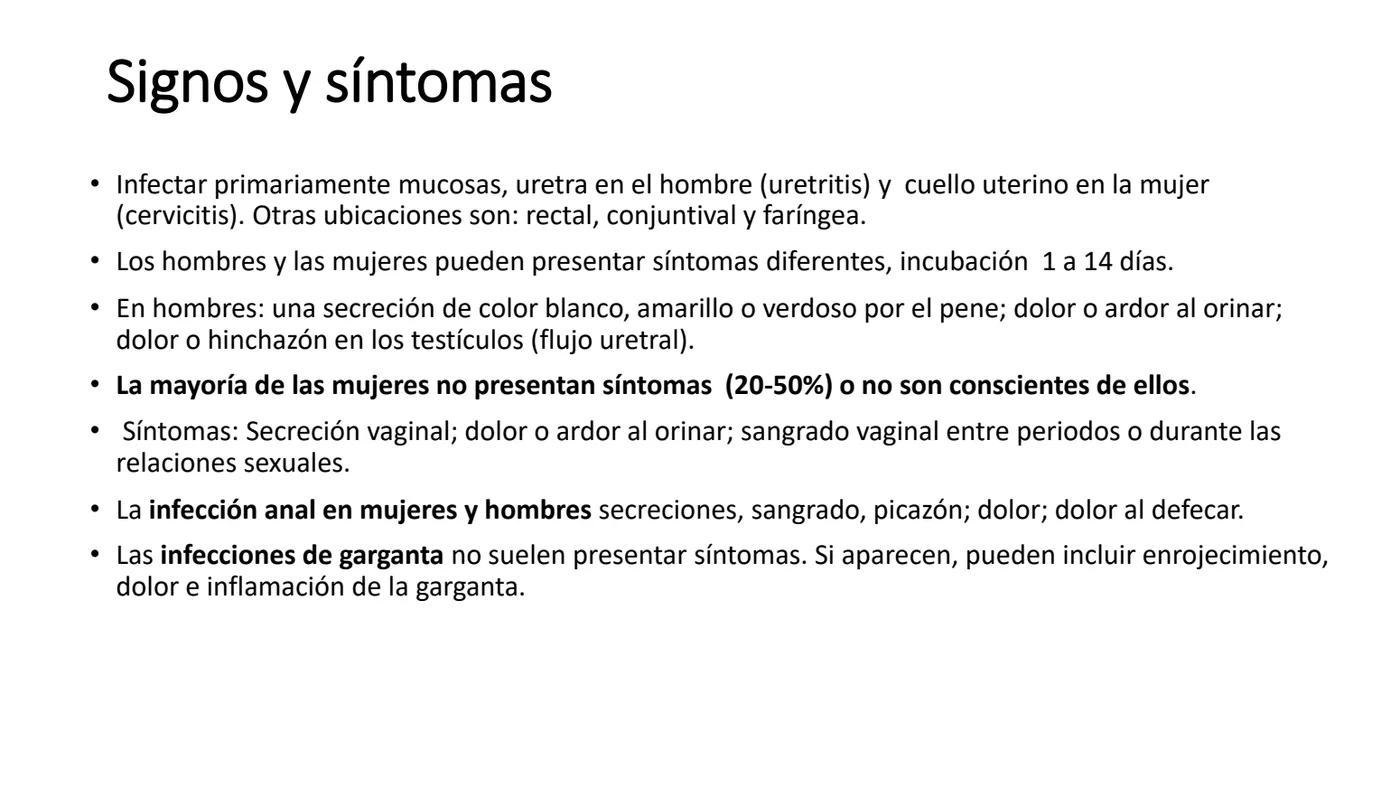 Signos y síntomas
• Infectar primariamente mucosas, uretra en el hombre (uretritis) y  cuello uterino en la mujer
(cervicitis). Otras ubicaciones son: rectal, conjuntival y faríngea.
• Los hombres y las mujeres pueden presentar síntomas diferentes, incubación  1 a 14 días.
• En hombres: una secreción de color blanco, amarillo o verdoso por el pene; dolor o ardor al orinar;
dolor o hinchazón en los testículos (flujo uretral).
• La mayoría de las mujeres no presentan síntomas  (20-50%) o no son conscientes de ellos.
•  Síntomas: Secreción vaginal; dolor o ardor al orinar; sangrado vaginal entre periodos o durante las
relaciones sexuales.
• La infección anal en mujeres y hombres secreciones, sangrado, picazón; dolor; dolor al defecar.
• Las infecciones de garganta no suelen presentar síntomas. Si aparecen, pueden incluir enrojecimiento,
dolor e inflamación de la garganta.